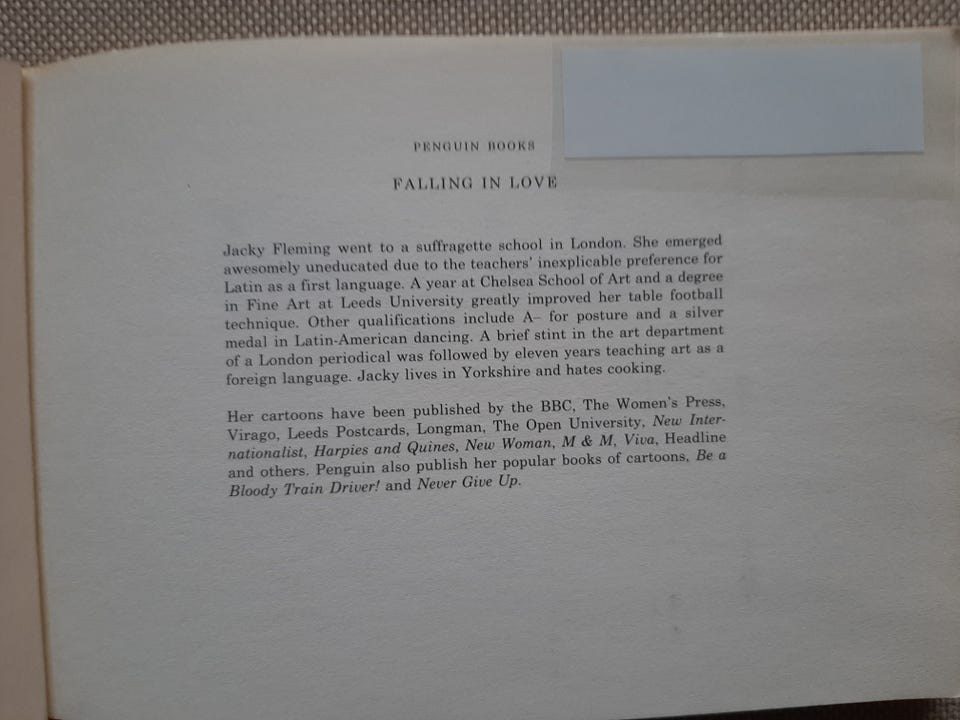 PENGUIN BOOKS
FALLING IN LOVE
Jacky Fleming went to a suffragette school in London. She emerged
awesomely uneducated due to the teachers' inexplicable preference for
Latin as a first language. A year at Chelsea School of Art and a degree
in Fine Art at Leeds University greatly improved her table football
technique. Other qualifications include A– for posture and a silver
medal in Latin-American dancing. A brief stint in the art department
of a London periodical was followed by eleven years teaching art as a
foreign language. Jacky lives in Yorkshire and hates cooking.
Her cartoons have been published by the BBC, The Women's Press,
Virago, Leeds Postcards, Longman, The Open University, New Inter-
nationalist, Harpies and Quines, New Woman, M & M, Viva, Headline
and others. Penguin also publish her popular books of cartoons, Be a
Bloody Train Driver! and Never Give Up.